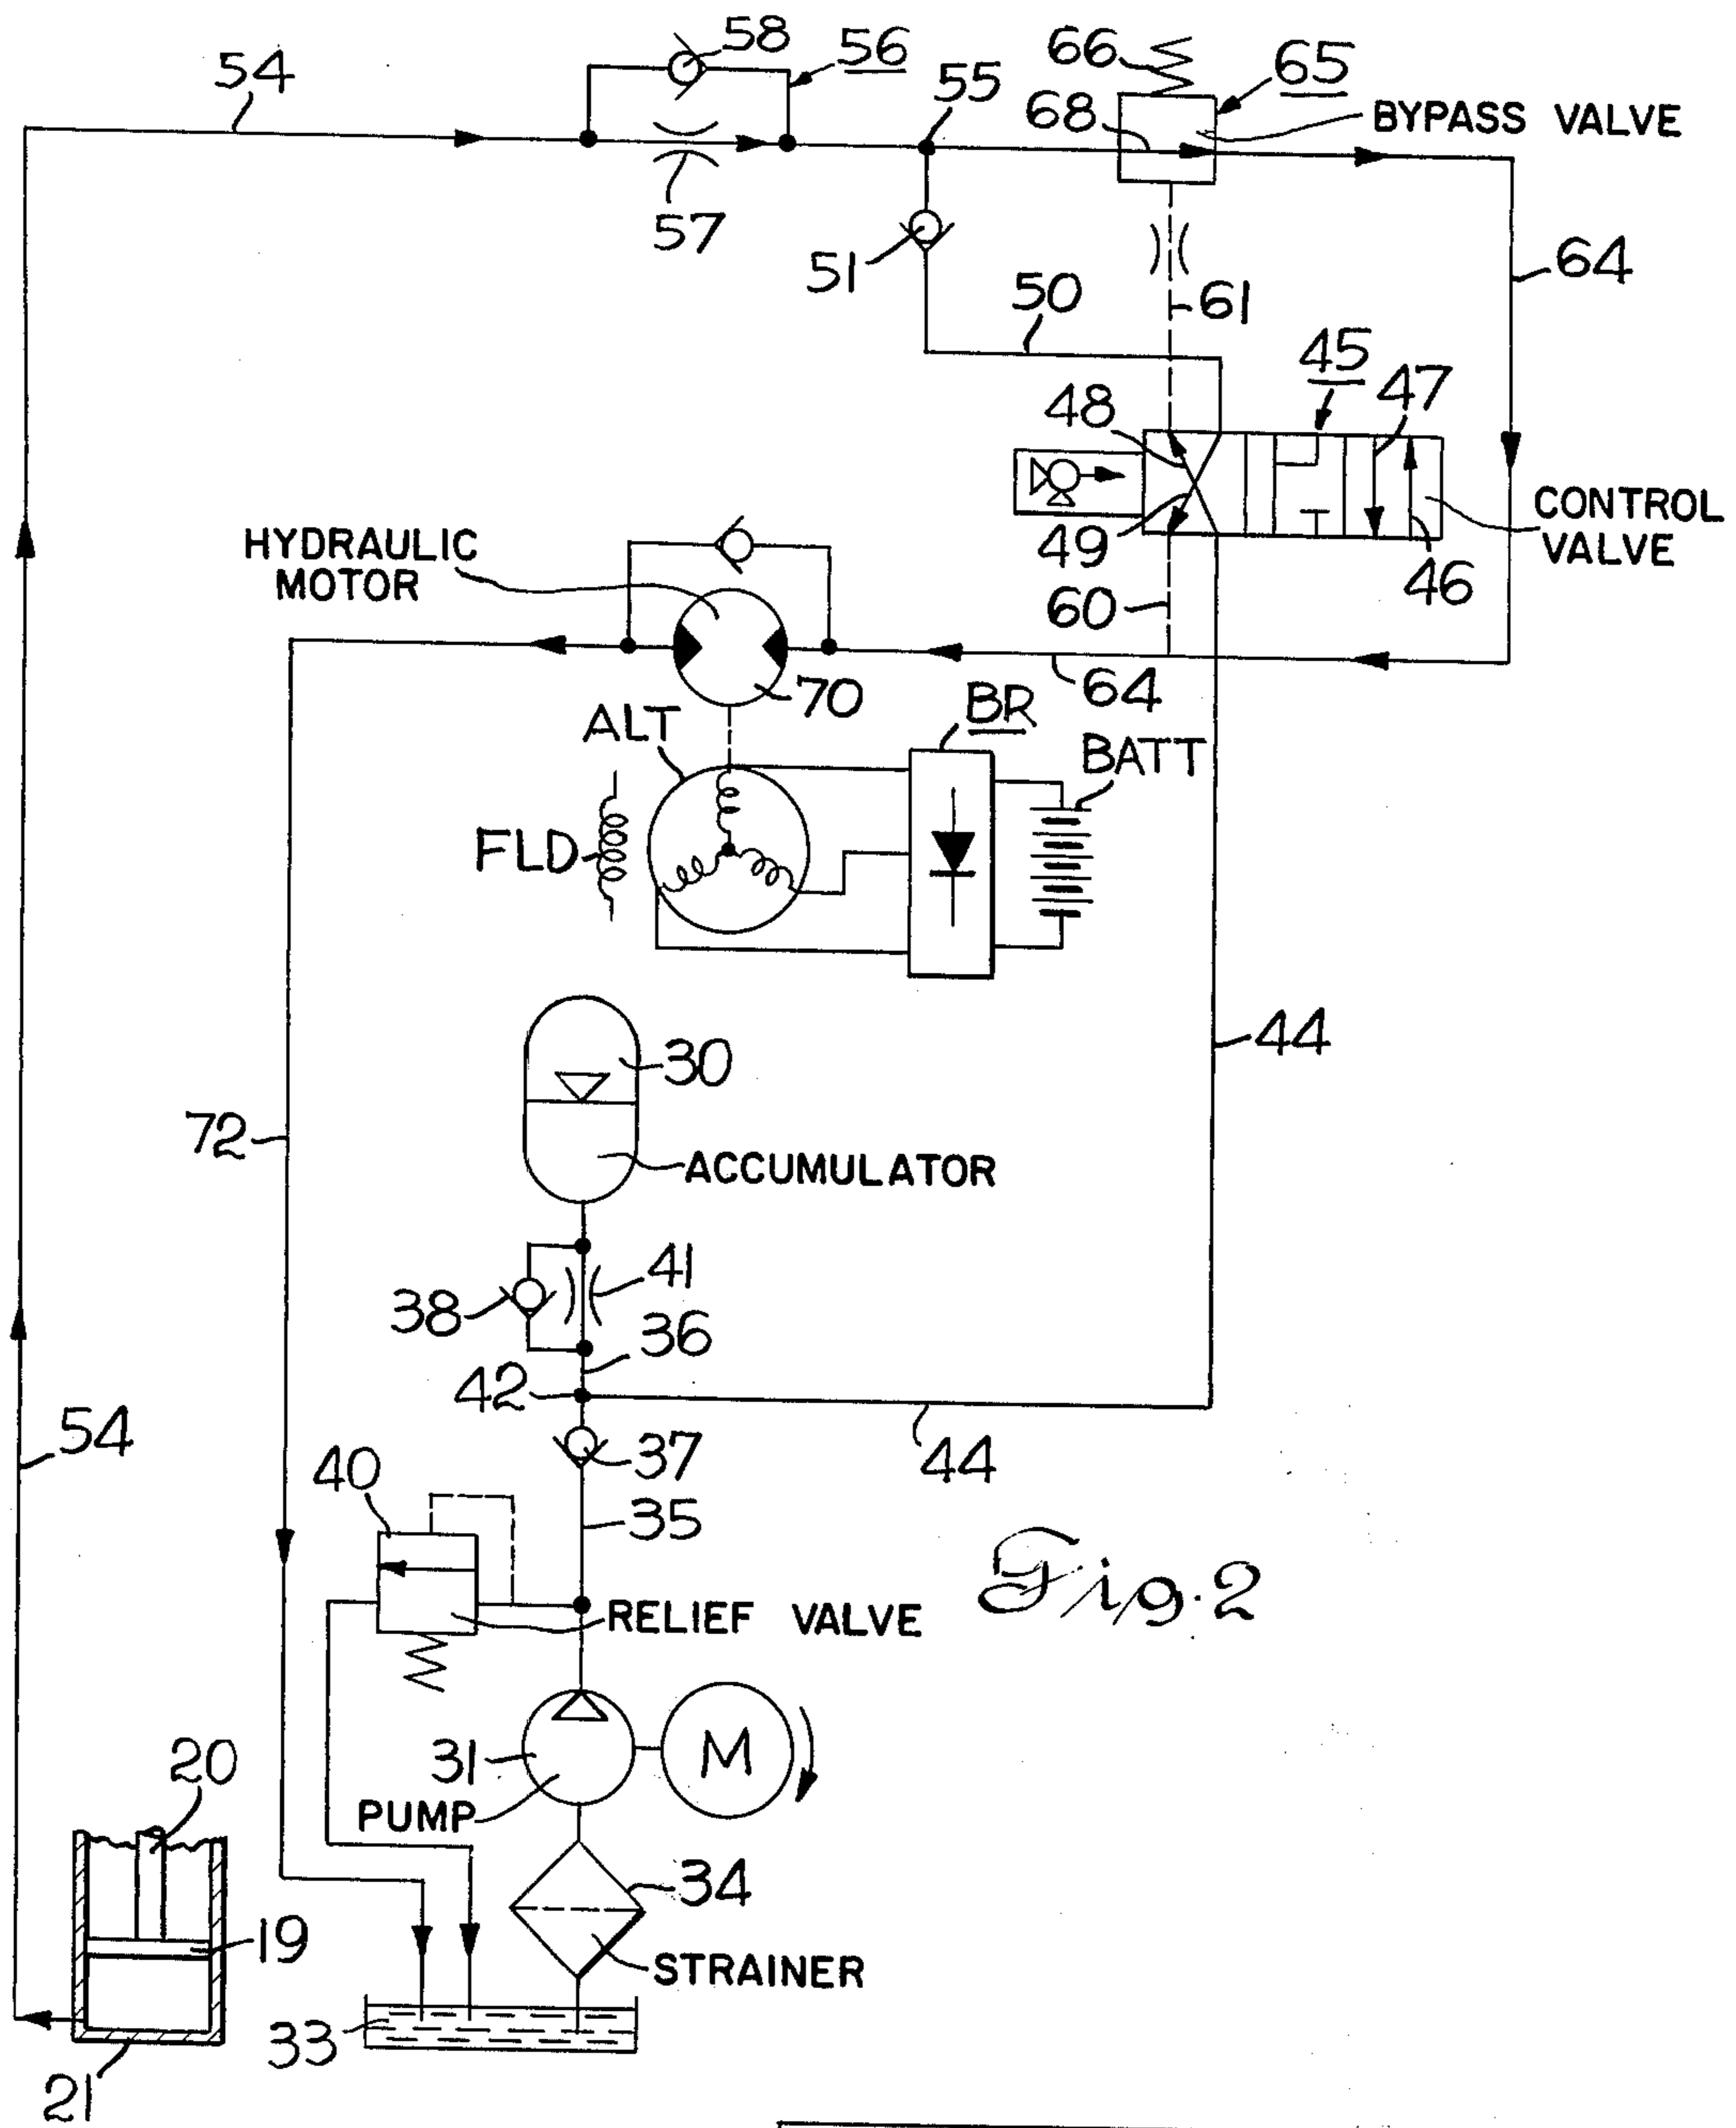 58
56
54
55
66
65
68
BYPASS VALVE
57
51
64
50
61
45
47
48
49
HYDRAULIC
MOTOR
CONTROL
VALVE
46
60
64
70
ALT
BR
BATT
FLD
30
44
72
ACCUMULATOR
41
38
36
42
54
37
44
40
35
Fig. 2
RELIEF VALVE
31
M
20
PUMP
34
19
STRAINER
33
21